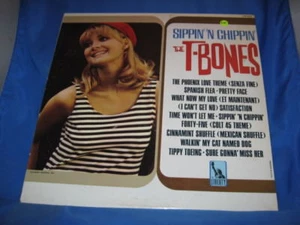 SIPPIN' 'N CHIPPIN'
THE T-BONES
THE PHOENIX LOVE THEME (SENZA FINE)
SPANISH FLEA • PRETTY FACE
WHAT NOW MY LOVE (ET MAINTENANT)
(I CAN'T GET NO) SATISFACTION
TIME WON'T LET ME • SIPPIN' 'N CHIPPIN'
FORTY-FIVE (COLT 45 THEME)
CINNAMINT SHUFFLE (MEXICAN SHUFFLE)
WALKIN' MY CAT NAMED DOG
TIPPY TOEING • SURE GONNA' MISS HER
LIBERTY